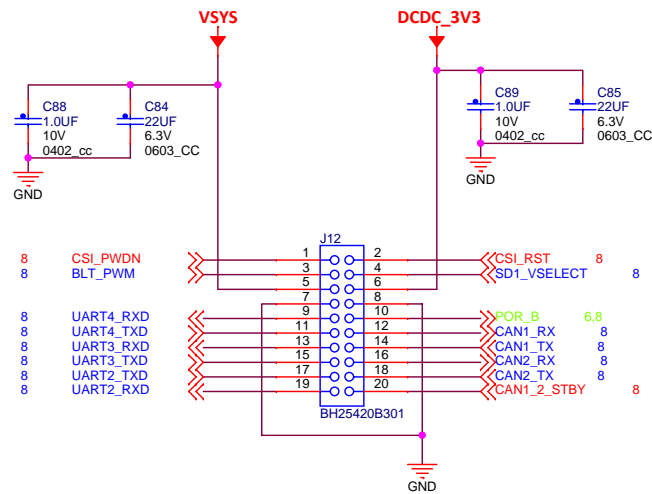 VSYS
DCDC_3V3
C88
1.0UF
10V
0402_cc
C84
22UF
6.3V
0603_CC
C89
1.0UF
10V
0402_cc
C85
22UF
6.3V
0603_CC
GND
GND
J12
8 CSI_PWDN 1 2 CSI_RST 8
8 BLT_PWM 3 4 SD1_VSELECT 8
5 6
7 8
8 UART4_RXD 9 10 POR_B 6,8
8 UART4_TXD 11 12 CAN1_RX 8
8 UART3_RXD 13 14 CAN1_TX 8
8 UART3_TXD 15 16 CAN2_RX 8
8 UART2_TXD 17 18 CAN2_TX 8
8 UART2_RXD 19 20 CAN1_2_STBY 8
BH25420B301
GND